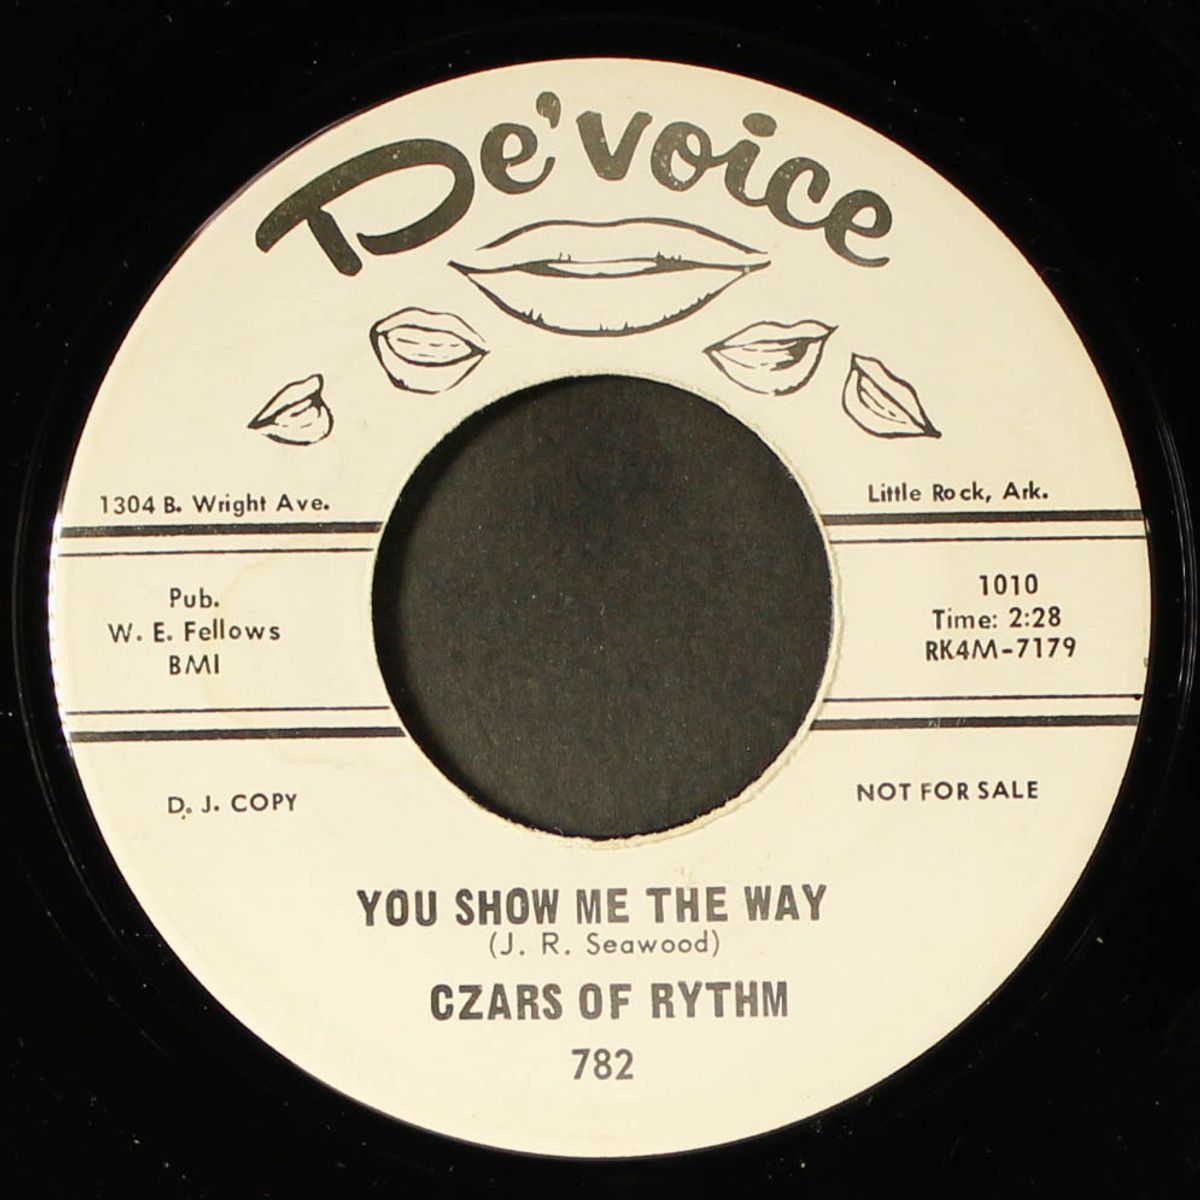 De'voice
1304 B. Wright Ave.
Little Rock, Ark.
Pub.
W. E. Fellows
BMI
1010
Time: 2:28
RK4M-7179
D. J. COPY
NOT FOR SALE
YOU SHOW ME THE WAY
(J. R. Seawood)
CZARS OF RYTHM
782